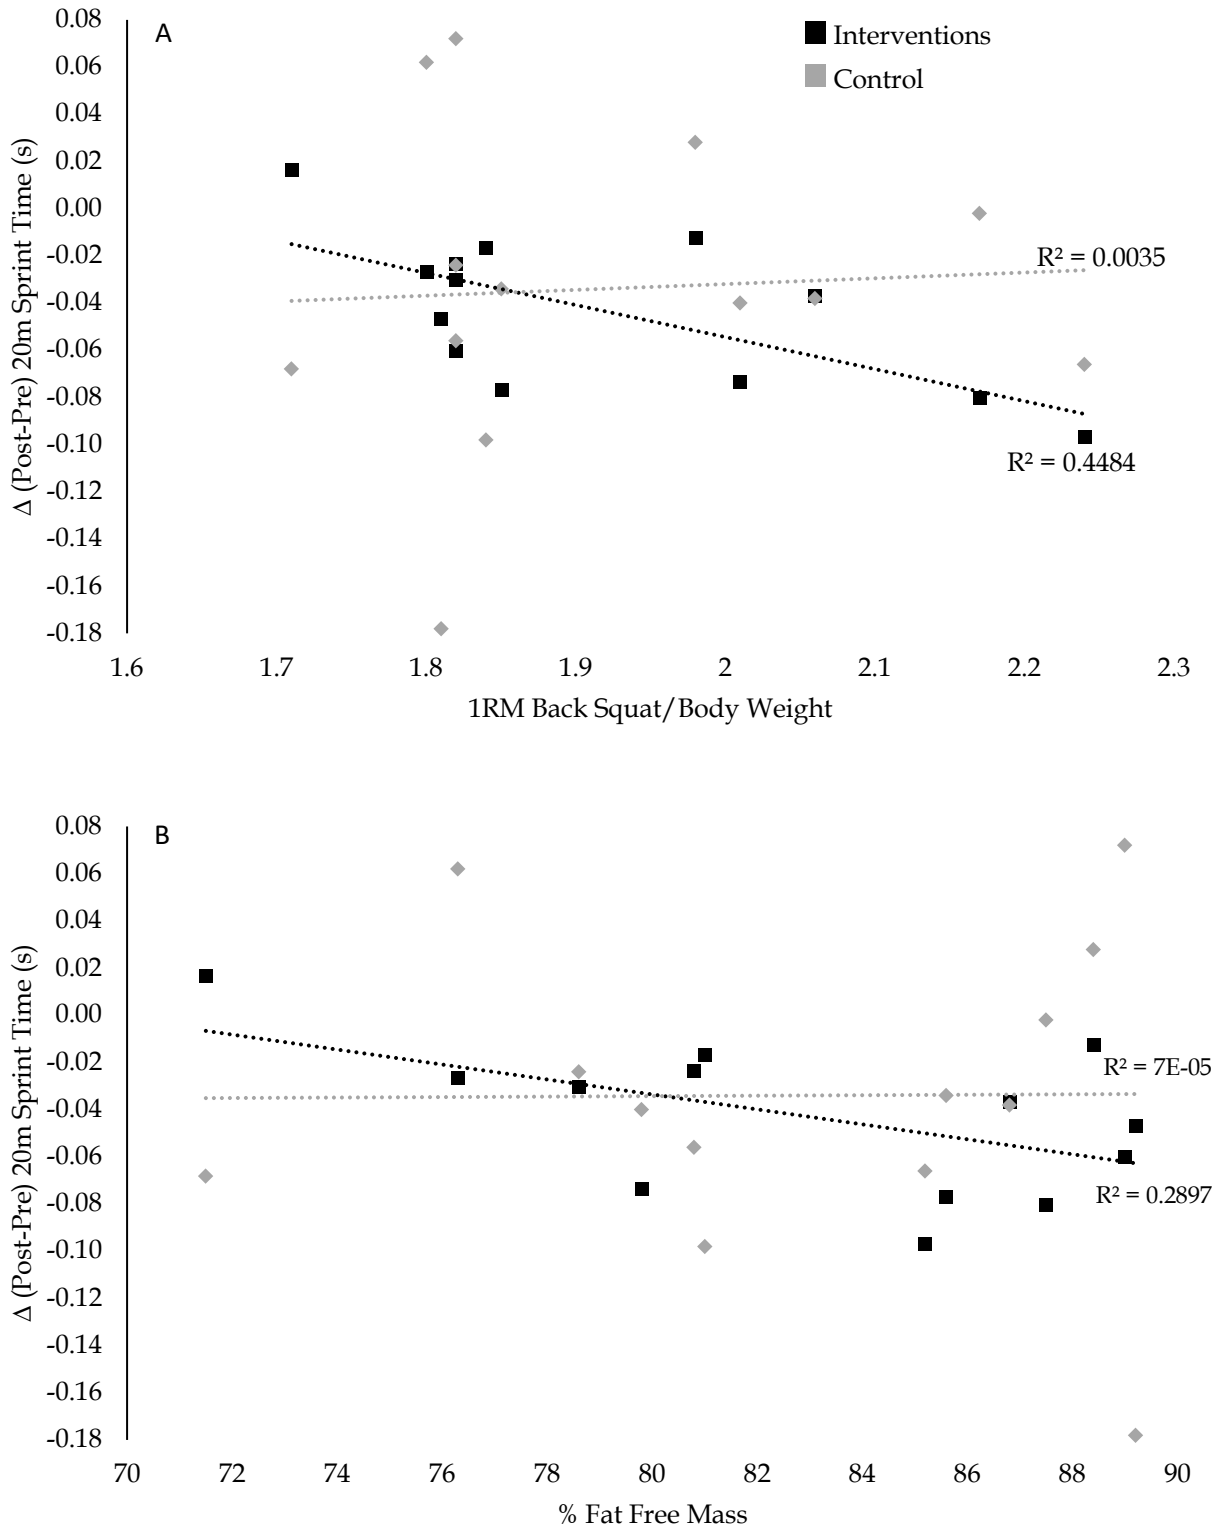 A
Interventions
Control
0.08
0.06
0.04
0.02
0.00
-0.02
-0.04
-0.06
-0.08
-0.10
-0.12
-0.14
-0.16
-0.18
Δ (Post-Pre) 20m Sprint Time (s)
R² = 0.0035
R² = 0.4484
1.6 1.7 1.8 1.9 2 2.1 2.2 2.3
1RM Back Squat/Body Weight
B
0.08
0.06
0.04
0.02
0.00
-0.02
-0.04
-0.06
-0.08
-0.10
-0.12
-0.14
-0.16
-0.18
Δ (Post-Pre) 20m Sprint Time (s)
R² = 7E-05
R² = 0.2897
70 72 74 76 78 80 82 84 86 88 90
% Fat Free Mass